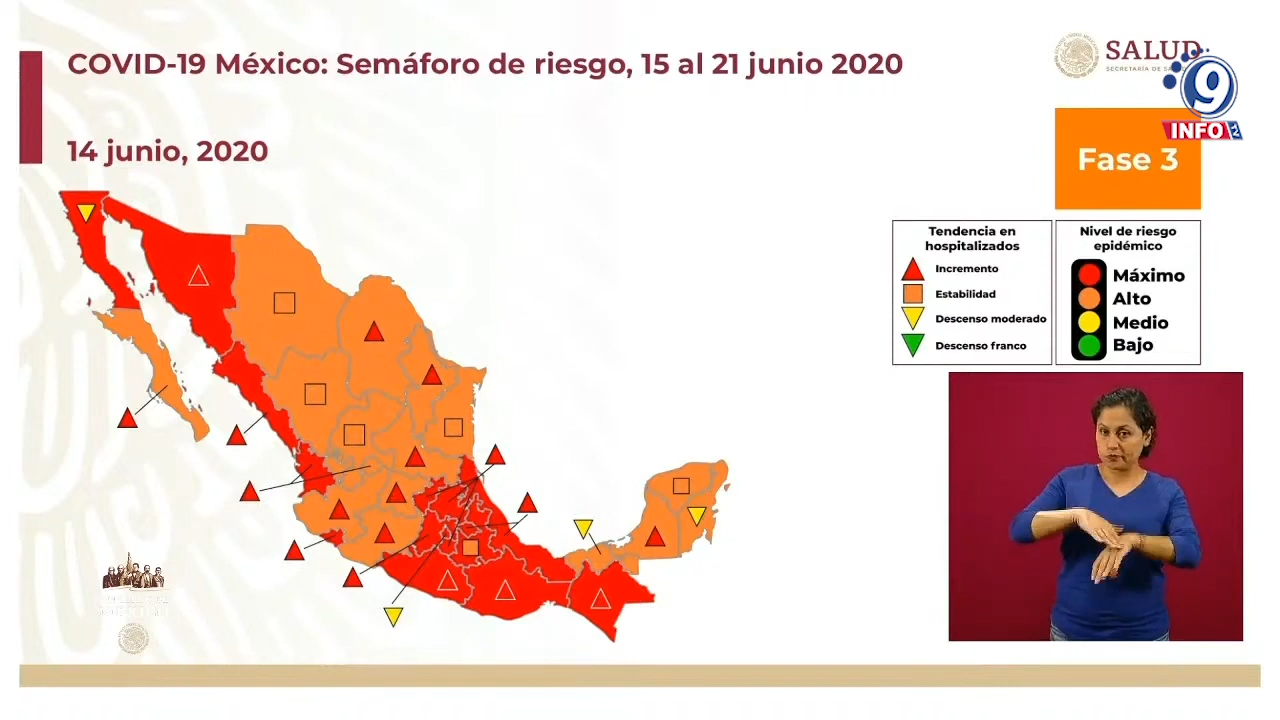 COVID-19 México: Semáforo de riesgo, 15 al 21 junio 2020
14 junio, 2020
SALUD
9
INFO
Fase 3
Tendencia en
hospitalizados
Incremento
Estabilidad
Descenso moderado
Descenso franco
Nivel de riesgo
epidémico
Máximo
Alto
Medio
Bajo